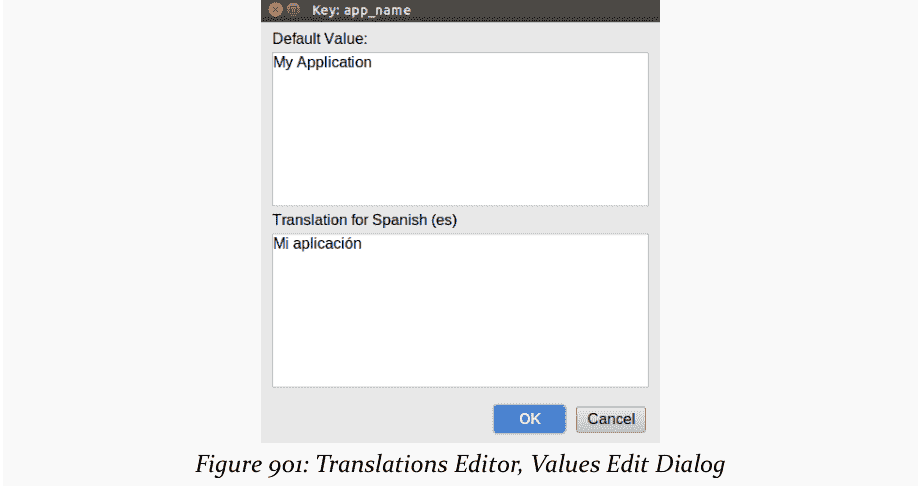 Key: app_name
Default Value:
My Application
Translation for Spanish (es)
Mi aplicación
OK
Cancel
Figure 901: Translations Editor, Values Edit Dialog